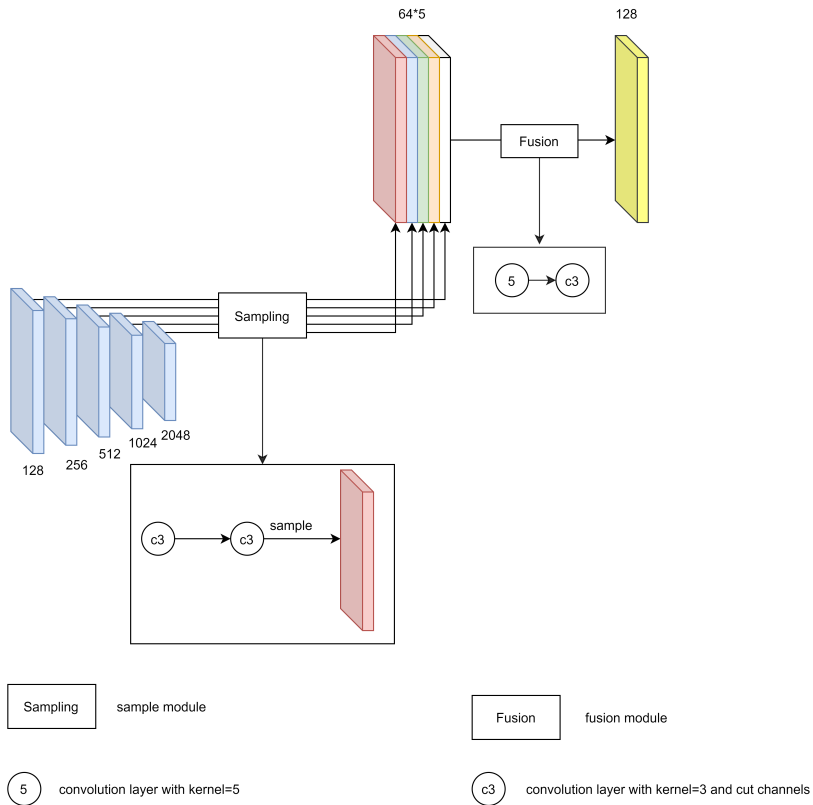 64*5
128
Fusion
5
c3
Sampling
128
256
512
1024
2048
c3
c3
sample
Sampling
sample module
Fusion
fusion module
5
convolution layer with kernel=5
c3
convolution layer with kernel=3 and cut channels